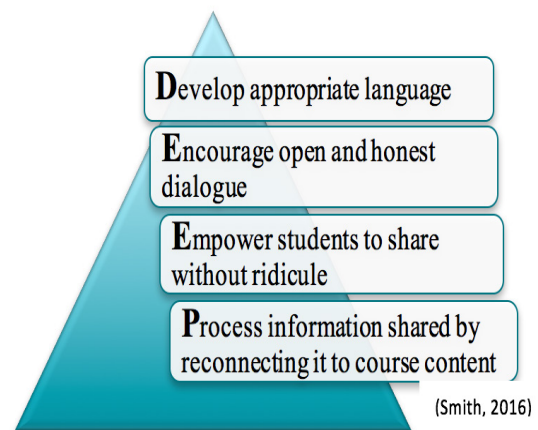 Develop appropriate language
Encourage open and honest
dialogue
Empower students to share
without ridicule
Process information shared by
reconnecting it to course content
(Smith, 2016)